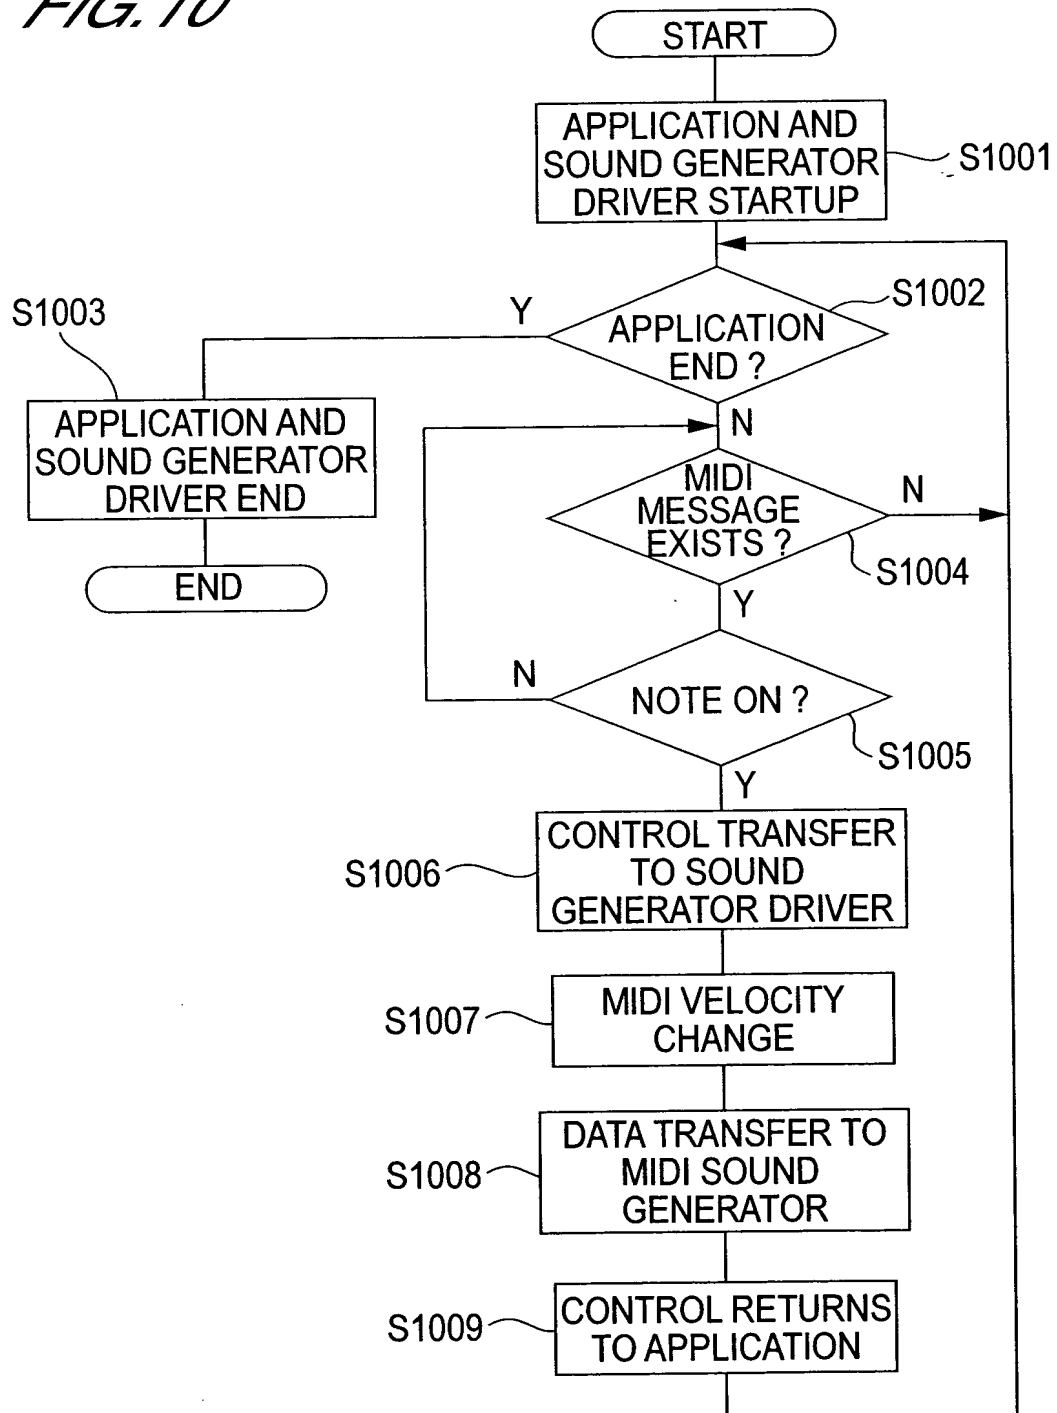 FIG. 10
START
APPLICATION AND
SOUND GENERATOR
DRIVER STARTUP
S1001
S1002
S1003
Y
APPLICATION
END ?
APPLICATION AND
SOUND GENERATOR
DRIVER END
N
MIDI
MESSAGE
EXISTS ?
N
S1004
END
Y
N
NOTE ON ?
S1005
Y
CONTROL TRANSFER
TO SOUND
GENERATOR DRIVER
S1006
MIDI VELOCITY
CHANGE
S1007
DATA TRANSFER TO
MIDI SOUND
GENERATOR
S1008
CONTROL RETURNS
TO APPLICATION
S1009